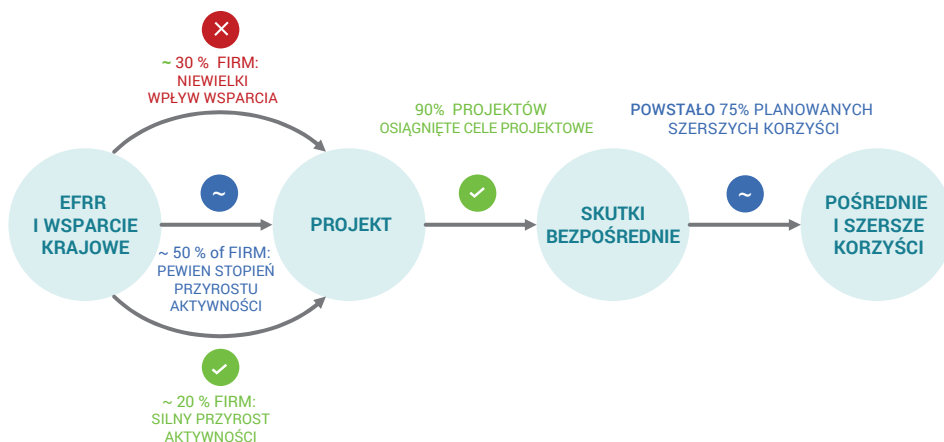 ~ 30 % FIRM:
NIEWIELKI
WPŁYW WSPARCIA
90% PROJEKTÓW
OSIĄGNIĘTE CELE PROJEKTOWE
POWSTAŁO 75% PLANOWANYCH
SZERSZYCH KORZYŚCI
EFRR
I WSPARCIE
KRAJOWE
~
~ 50 % of FIRM:
PEWIEN STOPIEŃ
PRZYROSTU
AKTYWNOŚCI
PROJEKT
SKUTKI
BEZPOŚREDNIE
~
POŚREDNIE
I SZERSZE
KORZYŚCI
~ 20 % FIRM:
SILNY PRZYROST
AKTYWNOŚCI